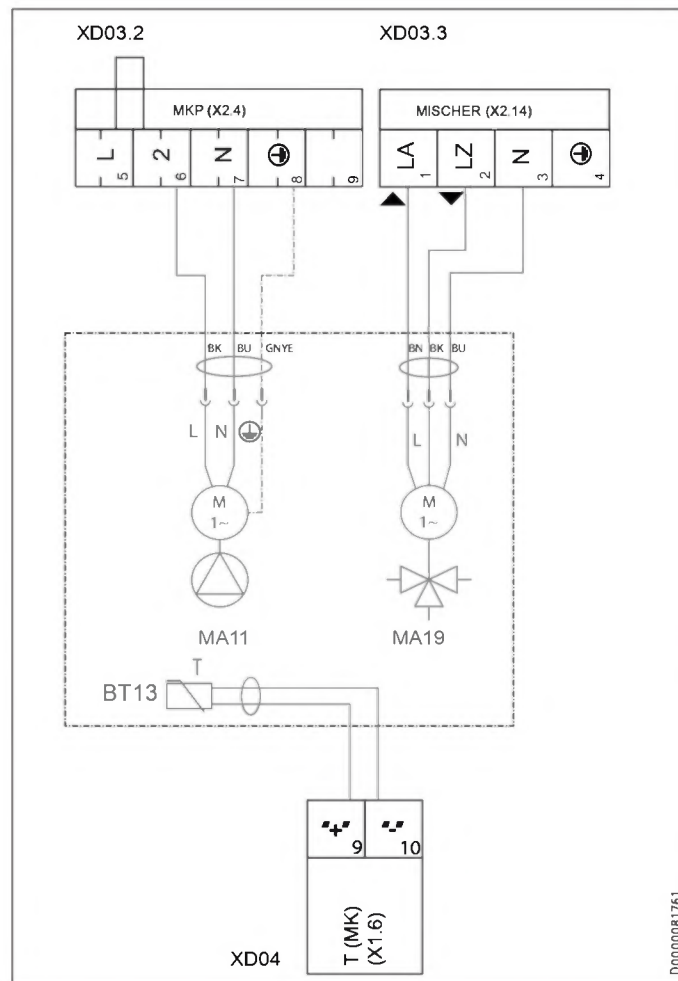 XD03.2 XD03.3
MKP (X2.4) MISCHER (X2.14)
L 5 2 6 N 7 8 9 LA 1 LZ 2 N 3 4
BK BU GNYE BN BK BU
L N L N
M 1~ M 1~
MA11 MA19
T
BT13
"+" 9 "-" 10
T (MK)
(X1.6)
XD04
D0000081761